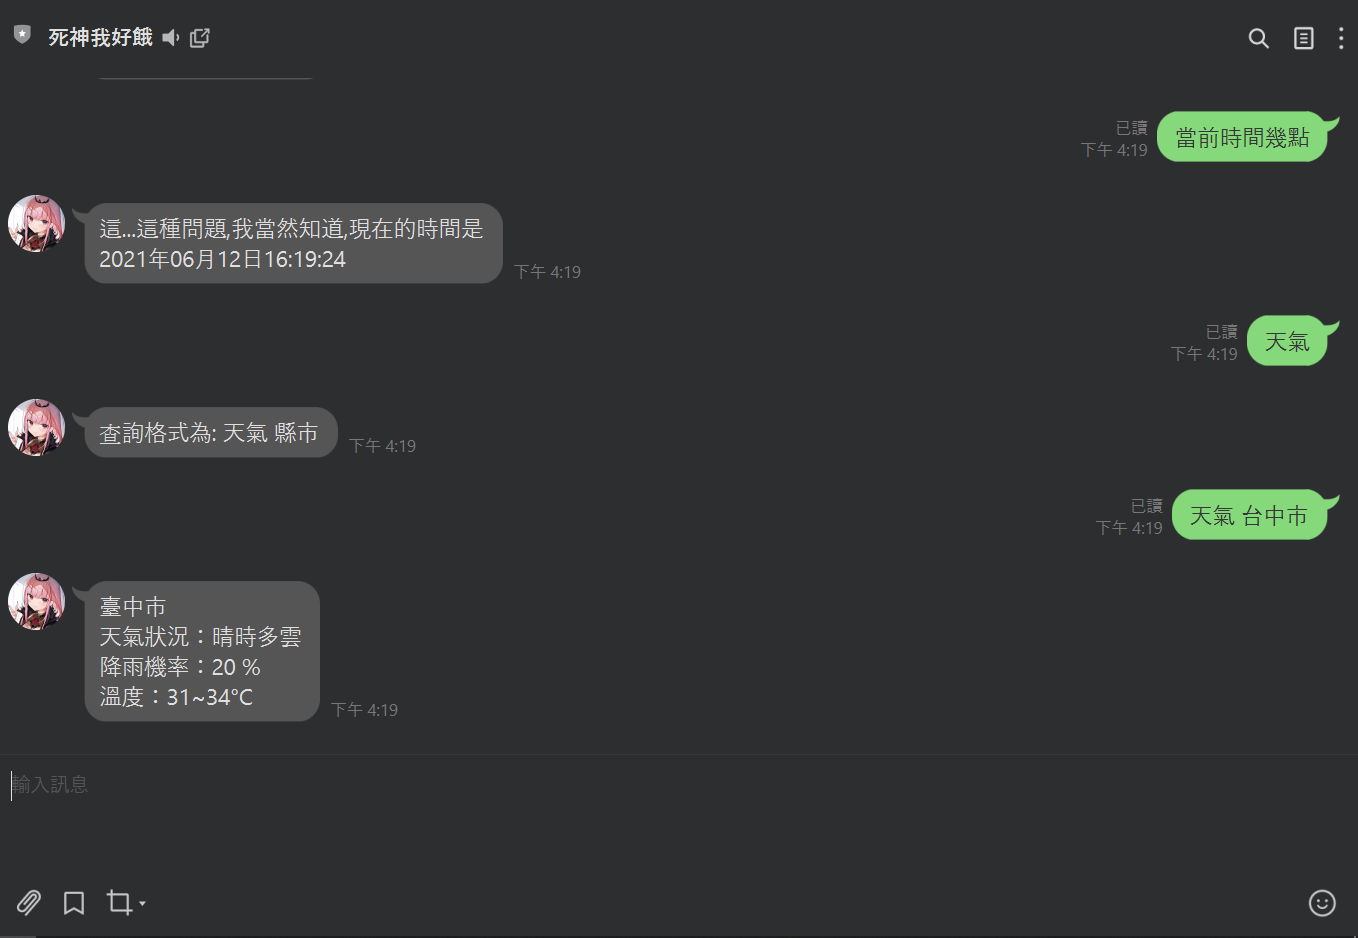 死神我好餓
已讀
下午 4:19
當前時間幾點
這...這種問題,我當然知道,現在的時間是
2021年06月12日16:19:24
下午 4:19
已讀
下午 4:19
天氣
查詢格式為: 天氣 縣市
下午 4:19
已讀
下午 4:19
天氣 台中市
臺中市
天氣狀況：晴時多雲
降雨機率：20 %
溫度：31~34°C
下午 4:19
輸入訊息